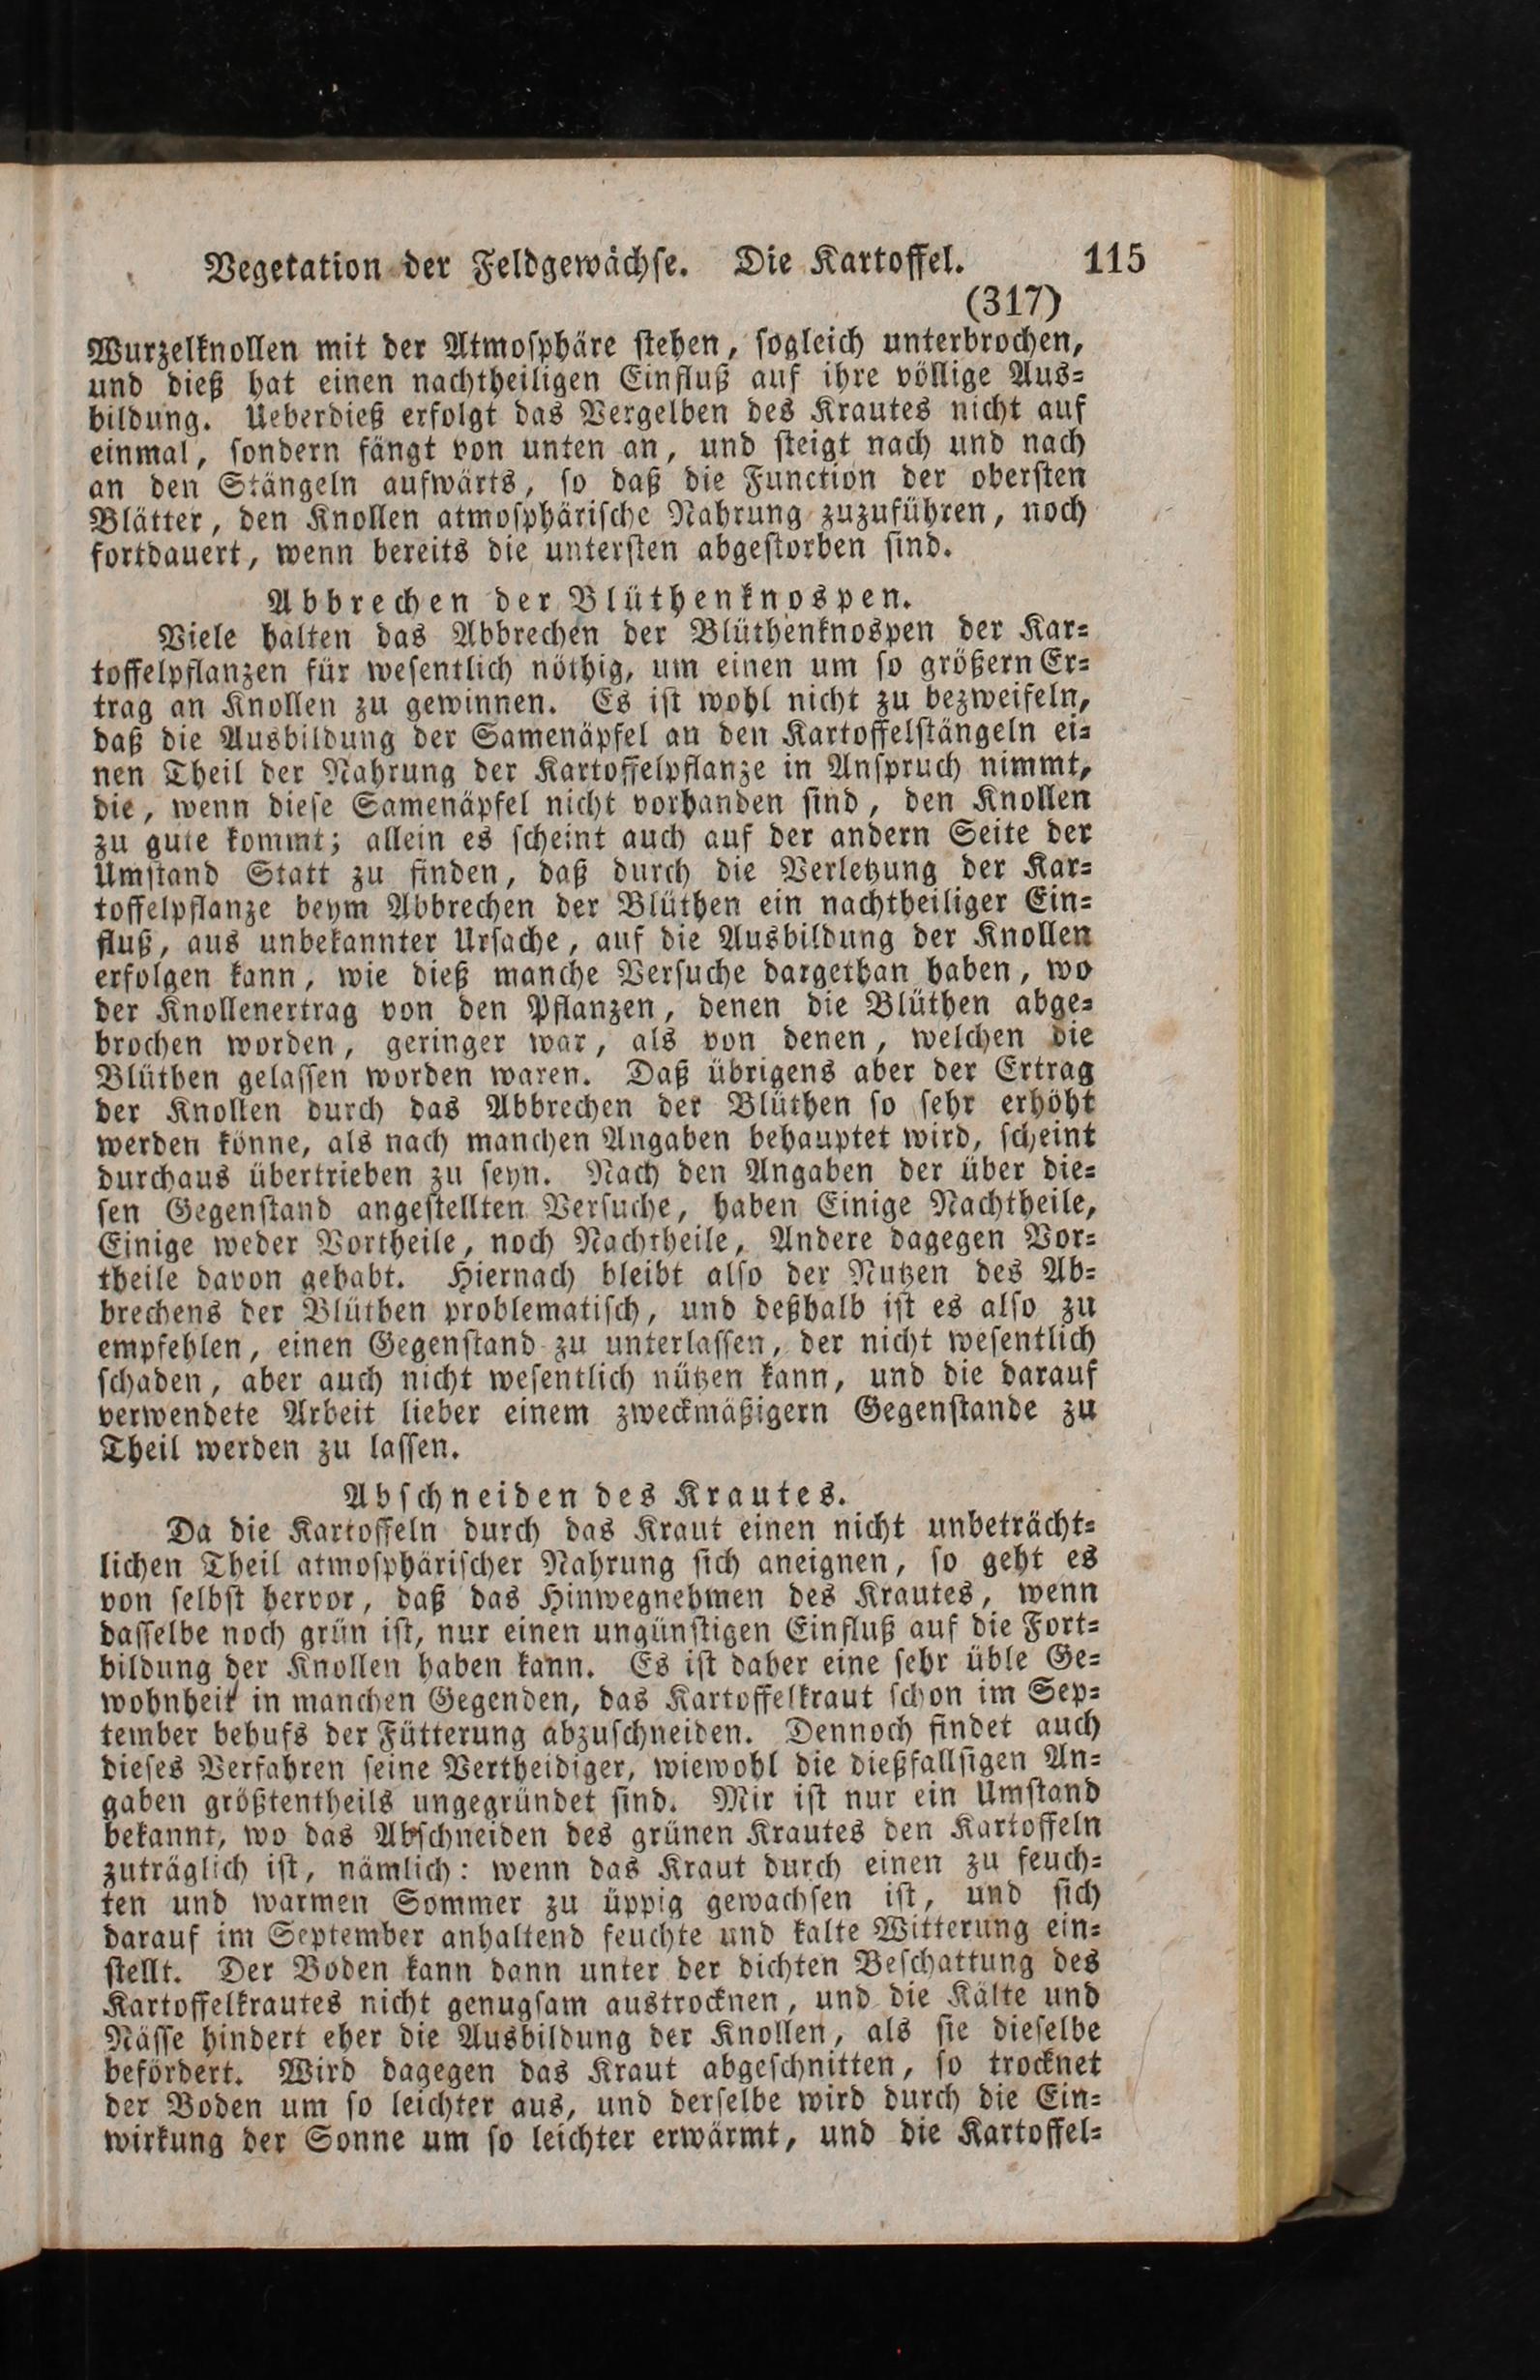 Vegetation der Feldgewächse. Die Kartoffel. 115
(317)
Wurzelknollen mit der Atmosphäre stehen, sogleich unterbrochen,
und dieß hat einen nachtheiligen Einfluß auf ihre völlige Aus=
bildung. Ueberdieß erfolgt das Vergelben des Krautes nicht auf
einmal, sondern fängt von unten an, und steigt nach und nach
an den Stängeln aufwärts, so daß die Function der obersten
Blätter, den Knollen atmosphärische Nahrung zuzuführen, noch
fortdauert, wenn bereits die untersten abgestorben sind.
Abbrechen der Blüthenknospen.
Viele halten das Abbrechen der Blüthenknospen der Kar=
toffelpflanzen für wesentlich nöthig, um einen um so größern Er=
trag an Knollen zu gewinnen. Es ist wohl nicht zu bezweifeln,
daß die Ausbildung der Samenäpfel an den Kartoffelstängeln ei=
nen Theil der Nahrung der Kartoffelpflanze in Anspruch nimmt,
die, wenn diese Samenäpfel nicht vorhanden sind, den Knollen
zu gute kommt; allein es scheint auch auf der andern Seite der
Umstand Statt zu finden, daß durch die Verletzung der Kar=
toffelpflanze beym Abbrechen der Blüthen ein nachtheiliger Ein=
fluß, aus unbekannter Ursache, auf die Ausbildung der Knollen
erfolgen kann, wie dieß manche Versuche dargethan haben, wo
der Knollenertrag von den Pflanzen, denen die Blüthen abge=
brochen worden, geringer war, als von denen, welchen die
Blüthen gelassen worden waren. Daß übrigens aber der Ertrag
der Knollen durch das Abbrechen der Blüthen so sehr erhöht
werden könne, als nach manchen Angaben behauptet wird, scheint
durchaus übertrieben zu seyn. Nach den Angaben der über die=
sen Gegenstand angestellten Versuche, haben Einige Nachtheile,
Einige weder Vortheile, noch Nachtheile, Andere dagegen Vor=
theile davon gehabt. Hiernach bleibt also der Nutzen des Ab=
brechens der Blüthen problematisch, und deßhalb ist es also zu
empfehlen, einen Gegenstand zu unterlassen, der nicht wesentlich
schaden, aber auch nicht wesentlich nützen kann, und die darauf
verwendete Arbeit lieber einem zweckmäßigern Gegenstande zu
Theil werden zu lassen.
Abschneiden des Krautes.
Da die Kartoffeln durch das Kraut einen nicht unbeträcht=
lichen Theil atmosphärischer Nahrung sich aneignen, so geht es
von selbst hervor, daß das Hinwegnehmen des Krautes, wenn
dasselbe noch grün ist, nur einen ungünstigen Einfluß auf die Fort=
bildung der Knollen haben kann. Es ist daher eine sehr üble Ge=
wohnheit in manchen Gegenden, das Kartoffelkraut schon im Sep=
tember behufs der Fütterung abzuschneiden. Dennoch findet auch
dieses Verfahren seine Vertheidiger, wiewohl die dießfallsigen An=
gaben größtentheils ungegründet sind. Mir ist nur ein Umstand
bekannt, wo das Abschneiden des grünen Krautes den Kartoffeln
zuträglich ist, nämlich: wenn das Kraut durch einen zu feuch=
ten und warmen Sommer zu üppig gewachsen ist, und sich
darauf im September anhaltend feuchte und kalte Witterung ein=
stellt. Der Boden kann dann unter der dichten Beschattung des
Kartoffelkrautes nicht genugsam austrocknen, und die Kälte und
Nässe hindert eher die Ausbildung der Knollen, als sie dieselbe
befördert. Wird dagegen das Kraut abgeschnitten, so trocknet
der Boden um so leichter aus, und derselbe wird durch die Ein=
wirkung der Sonne um so leichter erwärmt, und die Kartoffel=